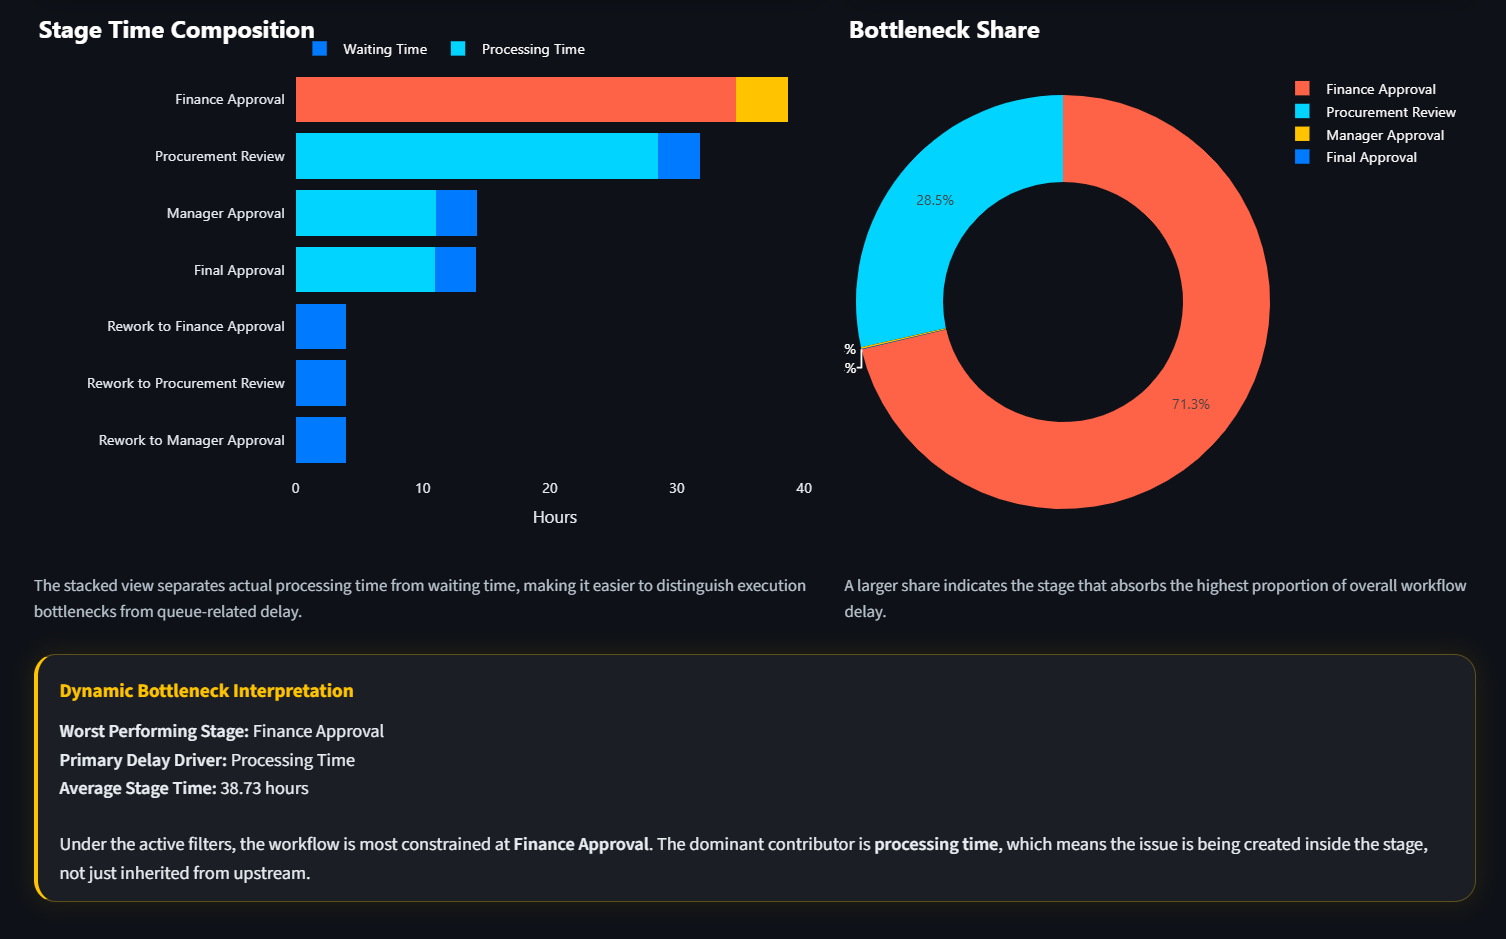 Stage Time Composition
Waiting Time
Processing Time
Finance Approval
Procurement Review
Manager Approval
Final Approval
Rework to Finance Approval
Rework to Procurement Review
Rework to Manager Approval
0 10 20 30 40
Hours
The stacked view separates actual processing time from waiting time, making it easier to distinguish execution
bottlenecks from queue-related delay.
Bottleneck Share
Finance Approval
Procurement Review
Manager Approval
Final Approval
28.5%
%
%
71.3%
A larger share indicates the stage that absorbs the highest proportion of overall workflow
delay.
Dynamic Bottleneck Interpretation
Worst Performing Stage: Finance Approval
Primary Delay Driver: Processing Time
Average Stage Time: 38.73 hours
Under the active filters, the workflow is most constrained at Finance Approval. The dominant contributor is processing time, which means the issue is being created inside the stage,
not just inherited from upstream.